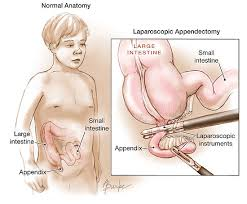 Normal Anatomy
Large
intestine
Small
intestine
Appendix
Laparoscopic Appendectomy
LARGE
INTESTINE
Small
intestine
Laparoscopic
instruments
Appendix